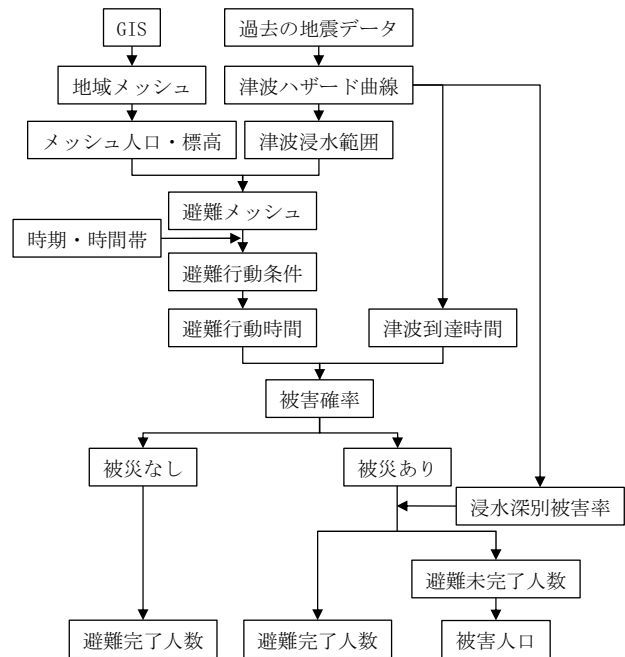 GIS
過去の地震データ
地域メッシュ
津波ハザード曲線
メッシュ人口・標高
津波浸水範囲
避難メッシュ
時期・時間帯
避難行動条件
避難行動時間
津波到達時間
被害確率
被災なし
被災あり
浸水深別被害率
避難未完了人数
避難完了人数
避難完了人数
被害人口